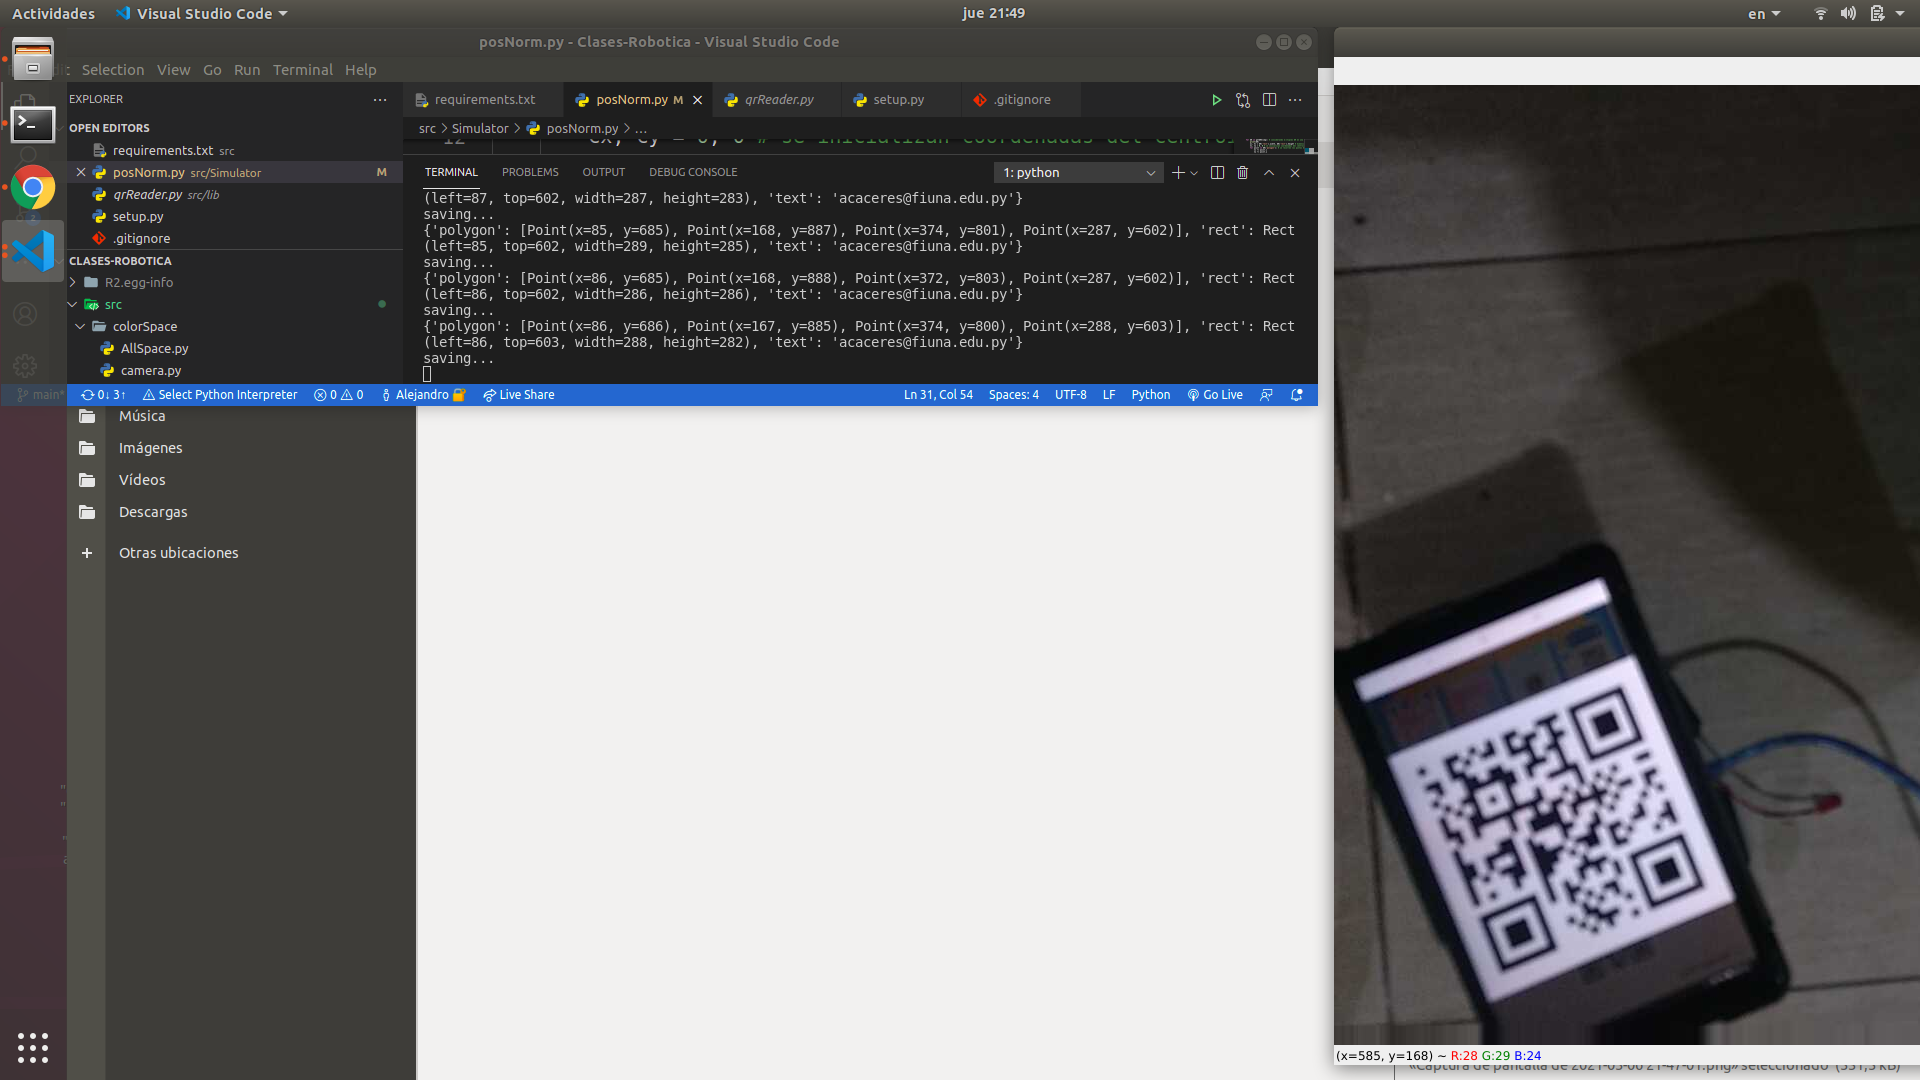 Actividades
Visual Studio Code
jue 21:49
en
posNorm.py - Clases-Robotica - Visual Studio Code
Selection View Go Run Terminal Help
EXPLORER
requirements.txt
posNorm.py M
qrReader.py
setup.py
.gitignore
src > Simulator > posNorm.py > ...
OPEN EDITORS
requirements.txt src
posNorm.py src/Simulator M
qrReader.py src/lib
setup.py
.gitignore
CLASES-ROBOTICA
R2.egg-info
src
colorSpace
AllSpace.py
camera.py
TERMINAL PROBLEMS OUTPUT DEBUG CONSOLE
1: python
(left=87, top=602, width=287, height=283), 'text': 'acaceres@fiuna.edu.py'}
saving...
{'polygon': [Point(x=85, y=685), Point(x=168, y=887), Point(x=374, y=801), Point(x=287, y=602)], 'rect': Rect
(left=85, top=602, width=289, height=285), 'text': 'acaceres@fiuna.edu.py'}
saving...
{'polygon': [Point(x=86, y=685), Point(x=168, y=888), Point(x=372, y=803), Point(x=287, y=602)], 'rect': Rect
(left=86, top=602, width=286, height=286), 'text': 'acaceres@fiuna.edu.py'}
saving...
{'polygon': [Point(x=86, y=686), Point(x=167, y=885), Point(x=374, y=800), Point(x=288, y=603)], 'rect': Rect
(left=86, top=603, width=288, height=282), 'text': 'acaceres@fiuna.edu.py'}
saving...
main* 0↓ 3↑ Select Python Interpreter 0 0 Alejandro Live Share
Ln 31, Col 54 Spaces: 4 UTF-8 LF Python Go Live
Música
Imágenes
Vídeos
Descargas
Otras ubicaciones
(x=585, y=168) ~ R:28 G:29 B:24